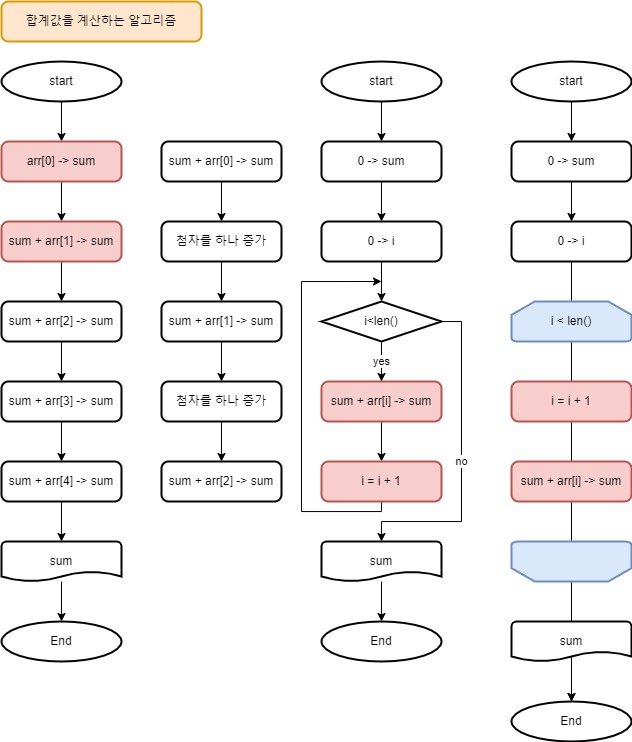 합계값을 계산하는 알고리즘
start
arr[0] -> sum
sum + arr[1] -> sum
sum + arr[2] -> sum
sum + arr[3] -> sum
sum + arr[4] -> sum
sum
End
sum + arr[0] -> sum
첨자를 하나 증가
sum + arr[1] -> sum
첨자를 하나 증가
sum + arr[2] -> sum
start
0 -> sum
0 -> i
i<len()
yes
sum + arr[i] -> sum
i = i + 1
no
sum
End
start
0 -> sum
0 -> i
i < len()
i = i + 1
sum + arr[i] -> sum
sum
End